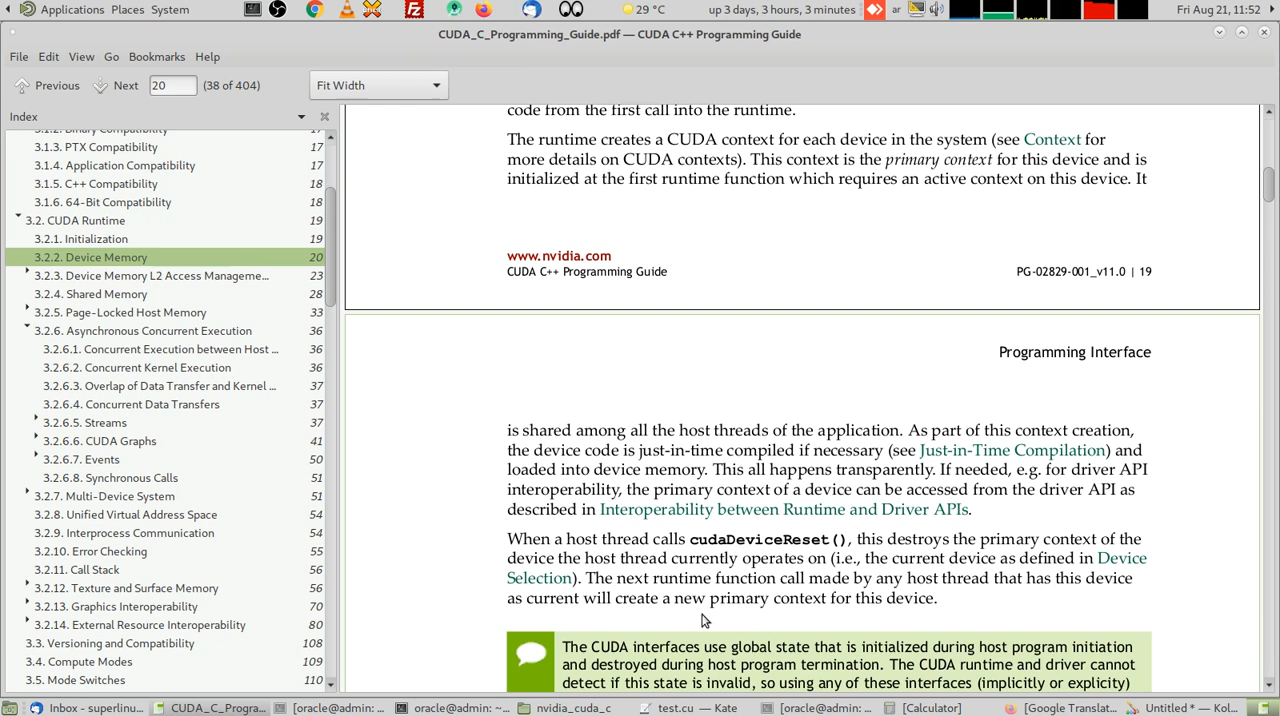 Applications Places System
29 °C
up 3 days, 3 hours, 3 minutes
ar
Fri Aug 21, 11:52
CUDA_C_Programming_Guide.pdf — CUDA C++ Programming Guide
File Edit View Go Bookmarks Help
Previous Next 20 (38 of 404) Fit Width
Index
3.1.2. Binary Compatibility 17
3.1.3. PTX Compatibility 17
3.1.4. Application Compatibility 17
3.1.5. C++ Compatibility 18
3.1.6. 64-Bit Compatibility 18
3.2. CUDA Runtime 19
3.2.1. Initialization 19
3.2.2. Device Memory 20
3.2.3. Device Memory L2 Access Manageme... 23
3.2.4. Shared Memory 28
3.2.5. Page-Locked Host Memory 33
3.2.6. Asynchronous Concurrent Execution 36
3.2.6.1. Concurrent Execution between Host ... 36
3.2.6.2. Concurrent Kernel Execution 36
3.2.6.3. Overlap of Data Transfer and Kernel ... 37
3.2.6.4. Concurrent Data Transfers 37
3.2.6.5. Streams 37
3.2.6.6. CUDA Graphs 41
3.2.6.7. Events 50
3.2.6.8. Synchronous Calls 51
3.2.7. Multi-Device System 51
3.2.8. Unified Virtual Address Space 54
3.2.9. Interprocess Communication 54
3.2.10. Error Checking 55
3.2.11. Call Stack 56
3.2.12. Texture and Surface Memory 56
3.2.13. Graphics Interoperability 70
3.2.14. External Resource Interoperability 80
3.3. Versioning and Compatibility 108
3.4. Compute Modes 109
3.5. Mode Switches 110
code from the first call into the runtime.
The runtime creates a CUDA context for each device in the system (see Context for
more details on CUDA contexts). This context is the primary context for this device and is
initialized at the first runtime function which requires an active context on this device. It
www.nvidia.com
CUDA C++ Programming Guide PG-02829-001_v11.0 | 19
Programming Interface
is shared among all the host threads of the application. As part of this context creation,
the device code is just-in-time compiled if necessary (see Just-in-Time Compilation) and
loaded into device memory. This all happens transparently. If needed, e.g. for driver API
interoperability, the primary context of a device can be accessed from the driver API as
described in Interoperability between Runtime and Driver APIs.
When a host thread calls cudaDeviceReset(), this destroys the primary context of the
device the host thread currently operates on (i.e., the current device as defined in Device
Selection). The next runtime function call made by any host thread that has this device
as current will create a new primary context for this device.
The CUDA interfaces use global state that is initialized during host program initiation
and destroyed during host program termination. The CUDA runtime and driver cannot
detect if this state is invalid, so using any of these interfaces (implicitly or explicity)
Inbox - superlinu... CUDA_C_Progra... [oracle@admin: ... oracle@admin: ~... nvidia_cuda_c test.cu — Kate [oracle@admin: ... [Calculator] [Google Translat... Untitled * — Kol...